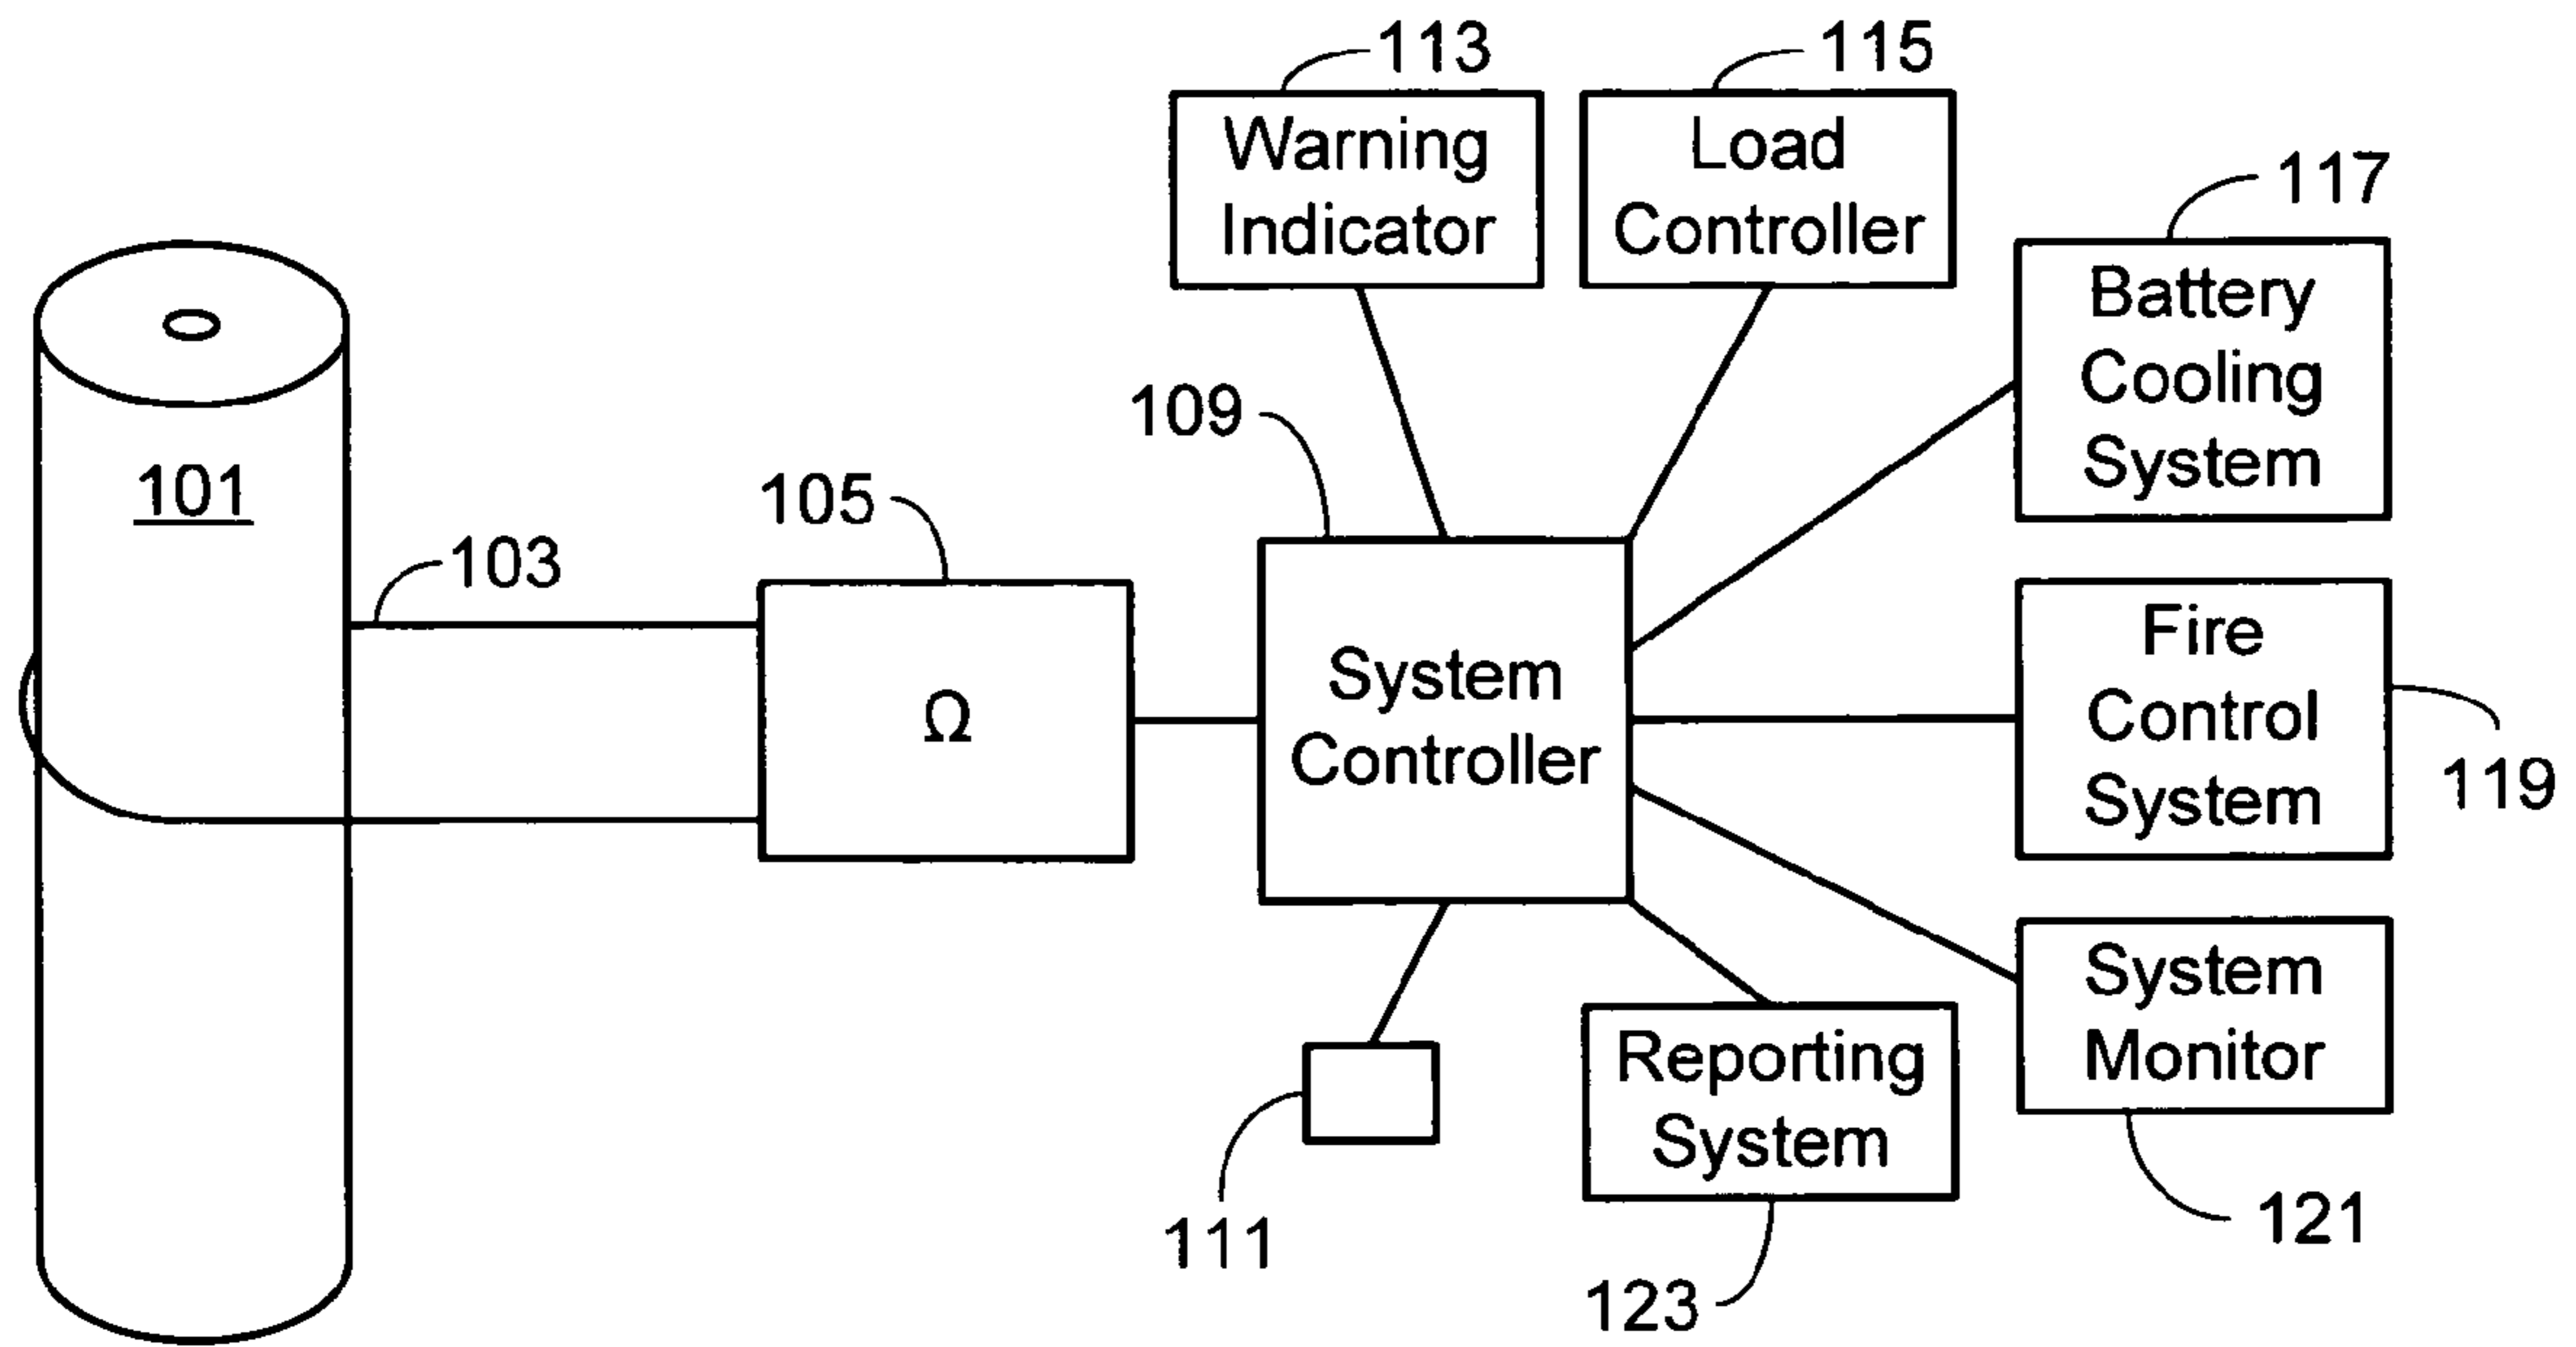 113
115
Warning
Indicator
Load
Controller
117
Battery
Cooling
System
109
101
105
103
Ω
System
Controller
Fire
Control
System
119
System
Monitor
Reporting
System
111
121
123